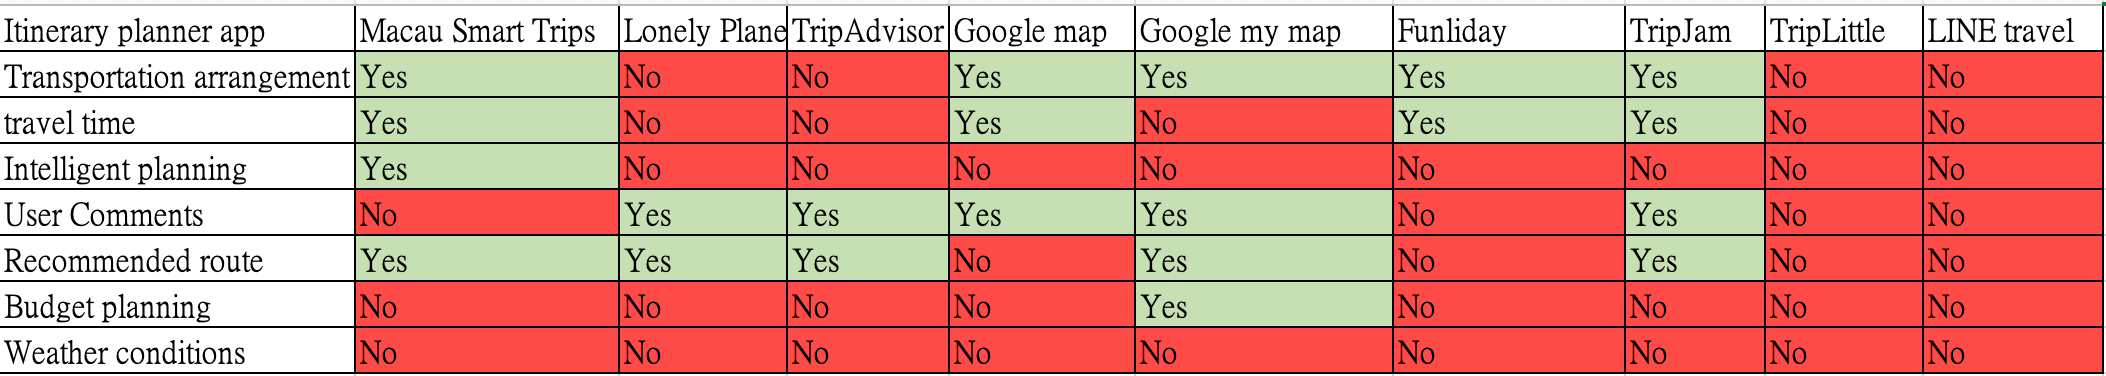 Itinerary planner app Macau Smart Trips Lonely Plane TripAdvisor Google map Google my map Funliday TripJam TripLittle LINE travel
Transportation arrangement Yes No No Yes Yes Yes Yes No No
travel time Yes No No Yes No Yes Yes No No
Intelligent planning Yes No No No No No No No No
User Comments No Yes Yes Yes Yes No Yes No No
Recommended route Yes Yes Yes No Yes No Yes No No
Budget planning No No No No Yes No No No No
Weather conditions No No No No No No No No No